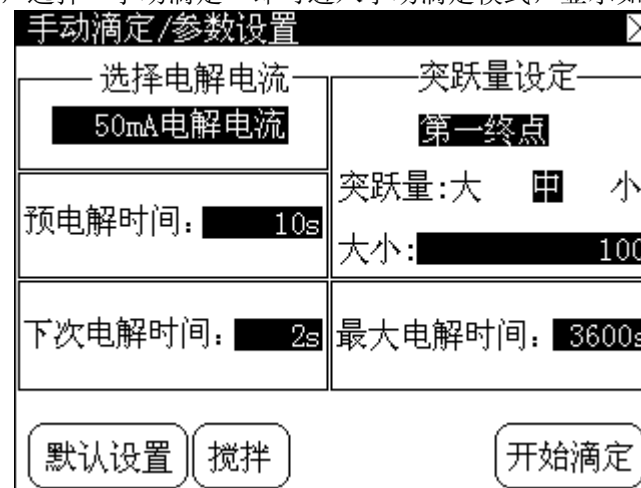 手动滴定/参数设置
选择电解电流
50mA电解电流
预电解时间: 10s
下次电解时间: 2s
突跃量设定
第一终点
突跃量:大 中 小
大小: 100
最大电解时间: 3600s
默认设置 搅拌 开始滴定